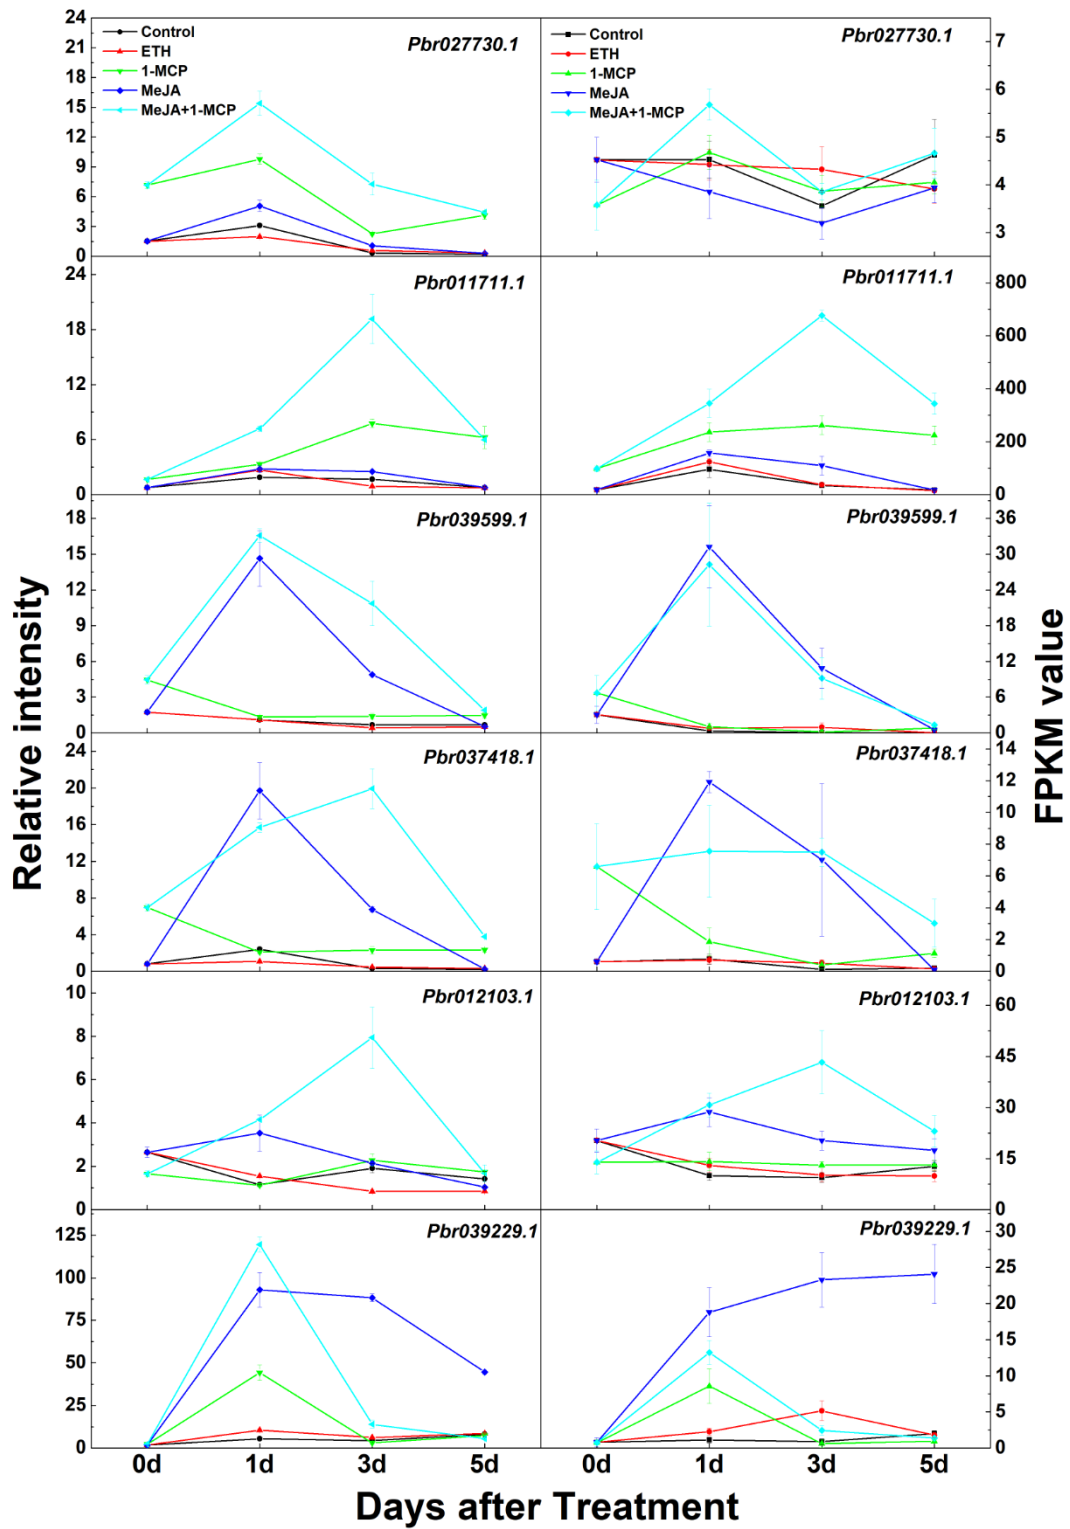 Relative intensity
FPKM value
24
21
18
15
12
9
6
3
0
Control
ETH
1-MCP
MeJA
MeJA+1-MCP
Pbr027730.1
Control
ETH
1-MCP
MeJA
MeJA+1-MCP
Pbr027730.1
7
6
5
4
3
24
18
12
6
0
Pbr011711.1
Pbr011711.1
800
600
400
200
0
18
15
12
9
6
3
0
Pbr039599.1
Pbr039599.1
36
30
24
18
12
6
0
24
20
16
12
8
4
0
Pbr037418.1
Pbr037418.1
14
12
10
8
6
4
2
0
10
8
6
4
2
0
Pbr012103.1
Pbr012103.1
60
45
30
15
0
125
100
75
50
25
0
Pbr039229.1
Pbr039229.1
30
25
20
15
10
5
0
0d 1d 3d 5d 0d 1d 3d 5d
Days after Treatment